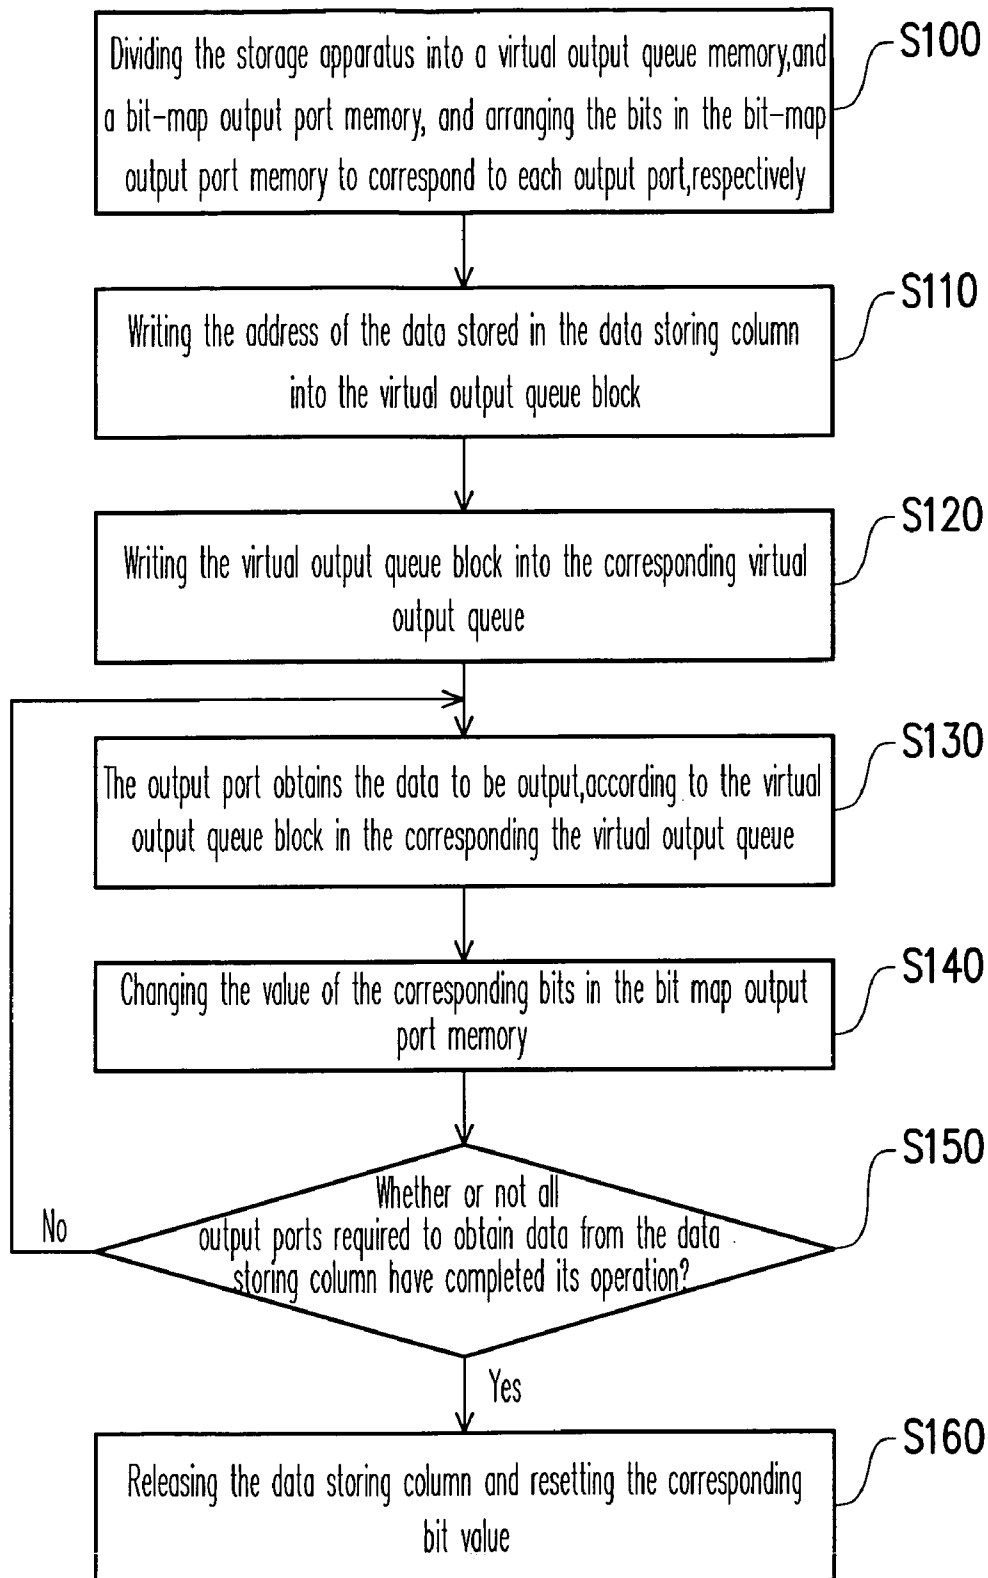 Dividing the storage apparatus into a virtual output queue memory,and
a bit-map output port memory, and arranging the bits in the bit-map
output port memory to correspond to each output port,respectively
S100
Writing the address of the data stored in the data storing column
into the virtual output queue block
S110
Writing the virtual output queue block into the corresponding virtual
output queue
S120
The output port obtains the data to be output,according to the virtual
output queue block in the corresponding the virtual output queue
S130
Changing the value of the corresponding bits in the bit map output
port memory
S140
Whether or not all
output ports required to obtain data from the data
storing column have completed its operation?
S150
No
Yes
Releasing the data storing column and resetting the corresponding
bit value
S160